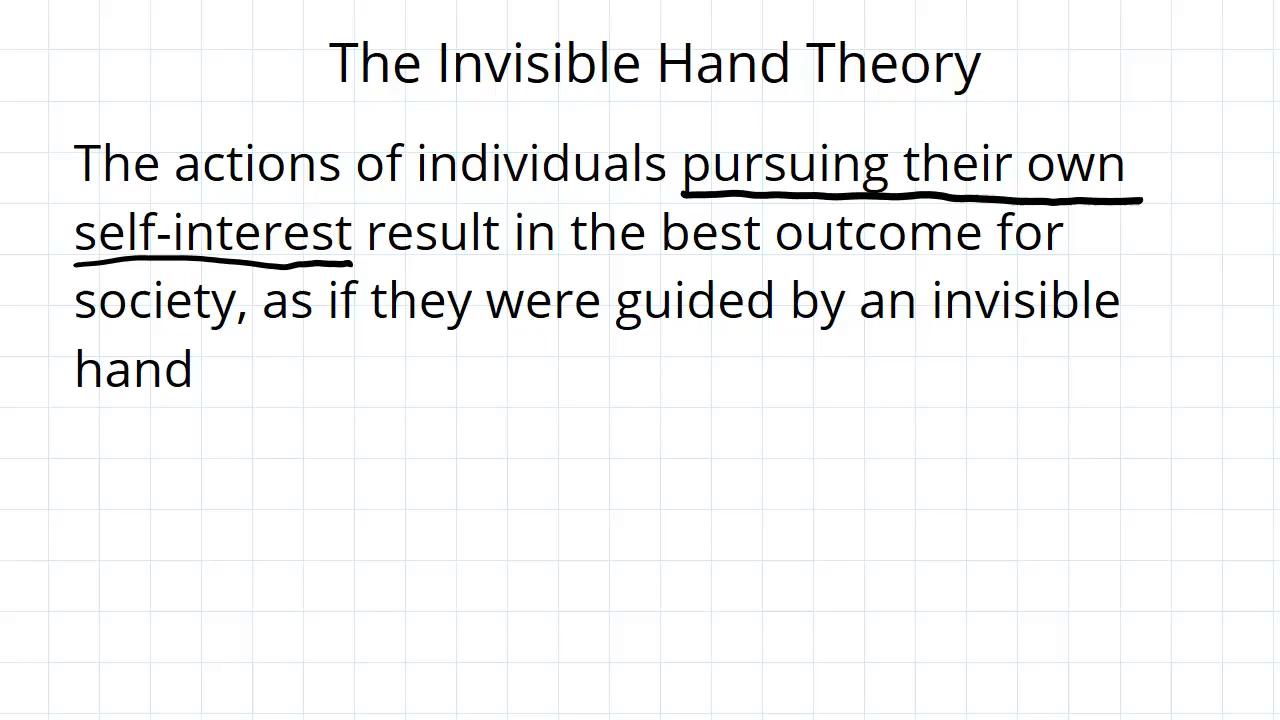 The Invisible Hand Theory
The actions of individuals pursuing their own
self-interest result in the best outcome for
society, as if they were guided by an invisible
hand